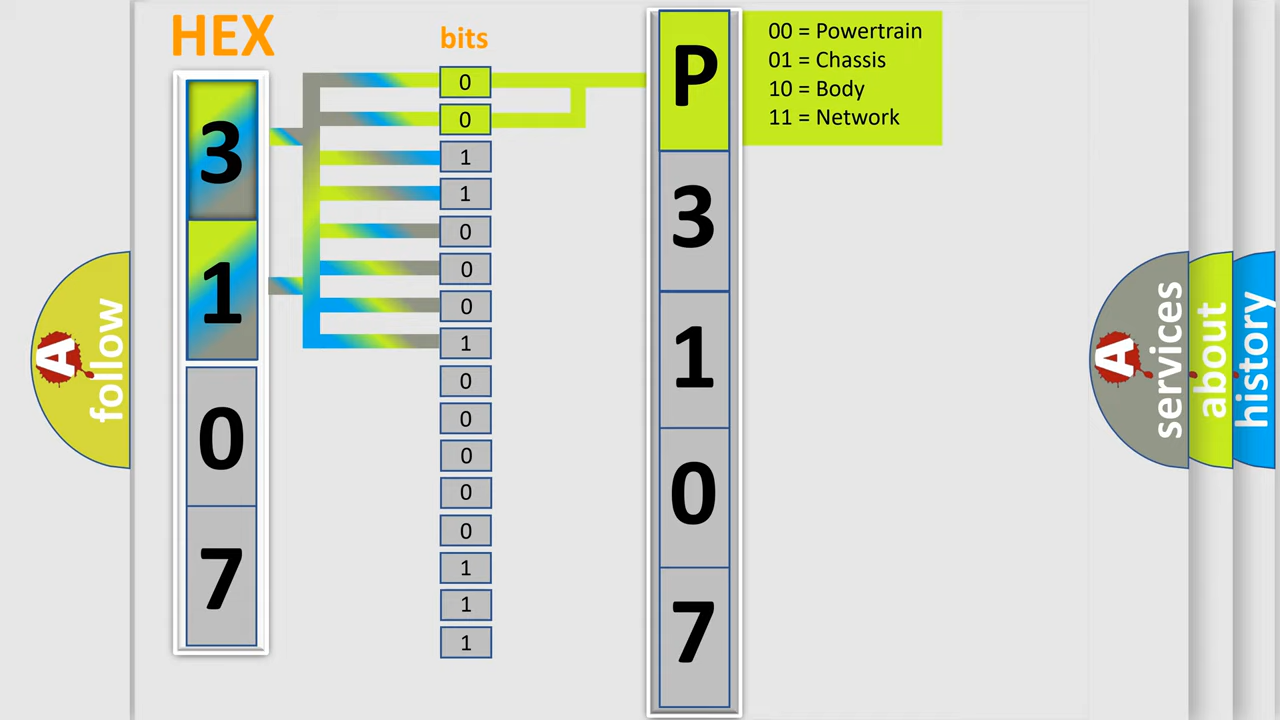 HEX
bits
3
1
0
7
0
0
1
1
0
0
0
1
0
0
0
0
0
1
1
1
P
3
1
0
7
00 = Powertrain
01 = Chassis
10 = Body
11 = Network
A follow
A services
about
history